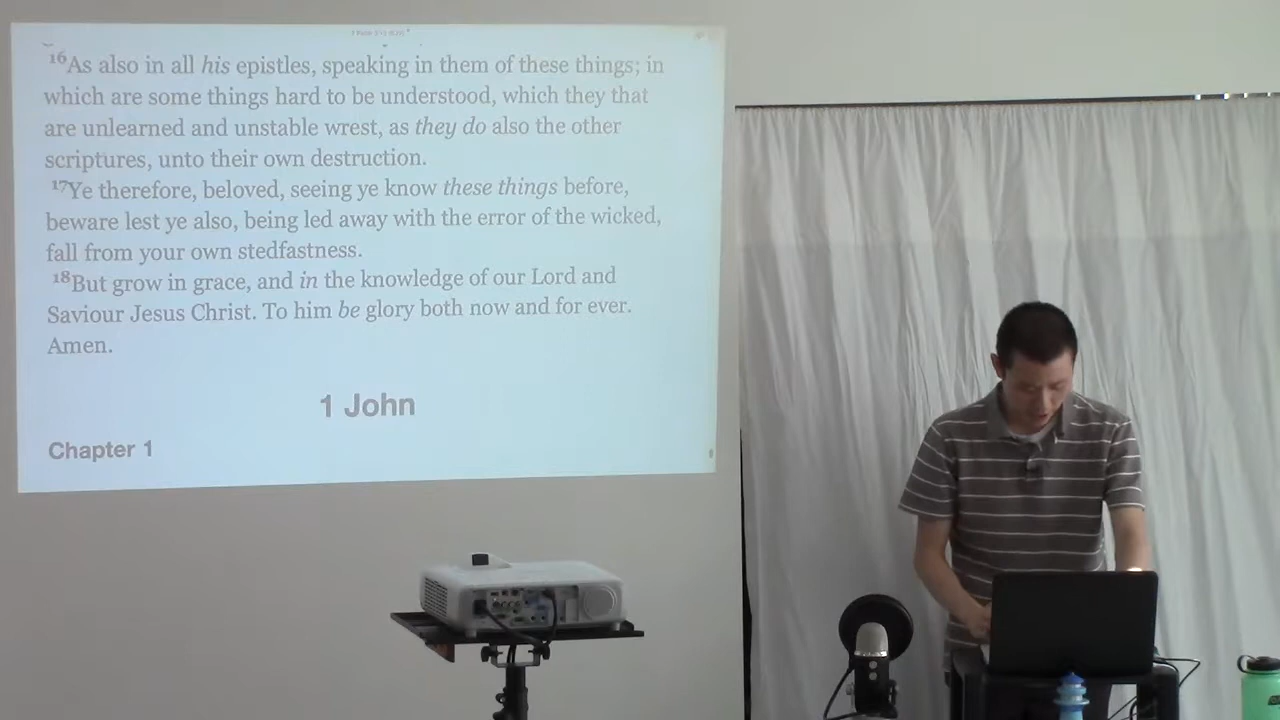 ¹⁶As also in all his epistles, speaking in them of these things; in
which are some things hard to be understood, which they that
are unlearned and unstable wrest, as they do also the other
scriptures, unto their own destruction.
¹⁷Ye therefore, beloved, seeing ye know these things before,
beware lest ye also, being led away with the error of the wicked,
fall from your own stedfastness.
¹⁸But grow in grace, and in the knowledge of our Lord and
Saviour Jesus Christ. To him be glory both now and for ever.
Amen.
1 John
Chapter 1